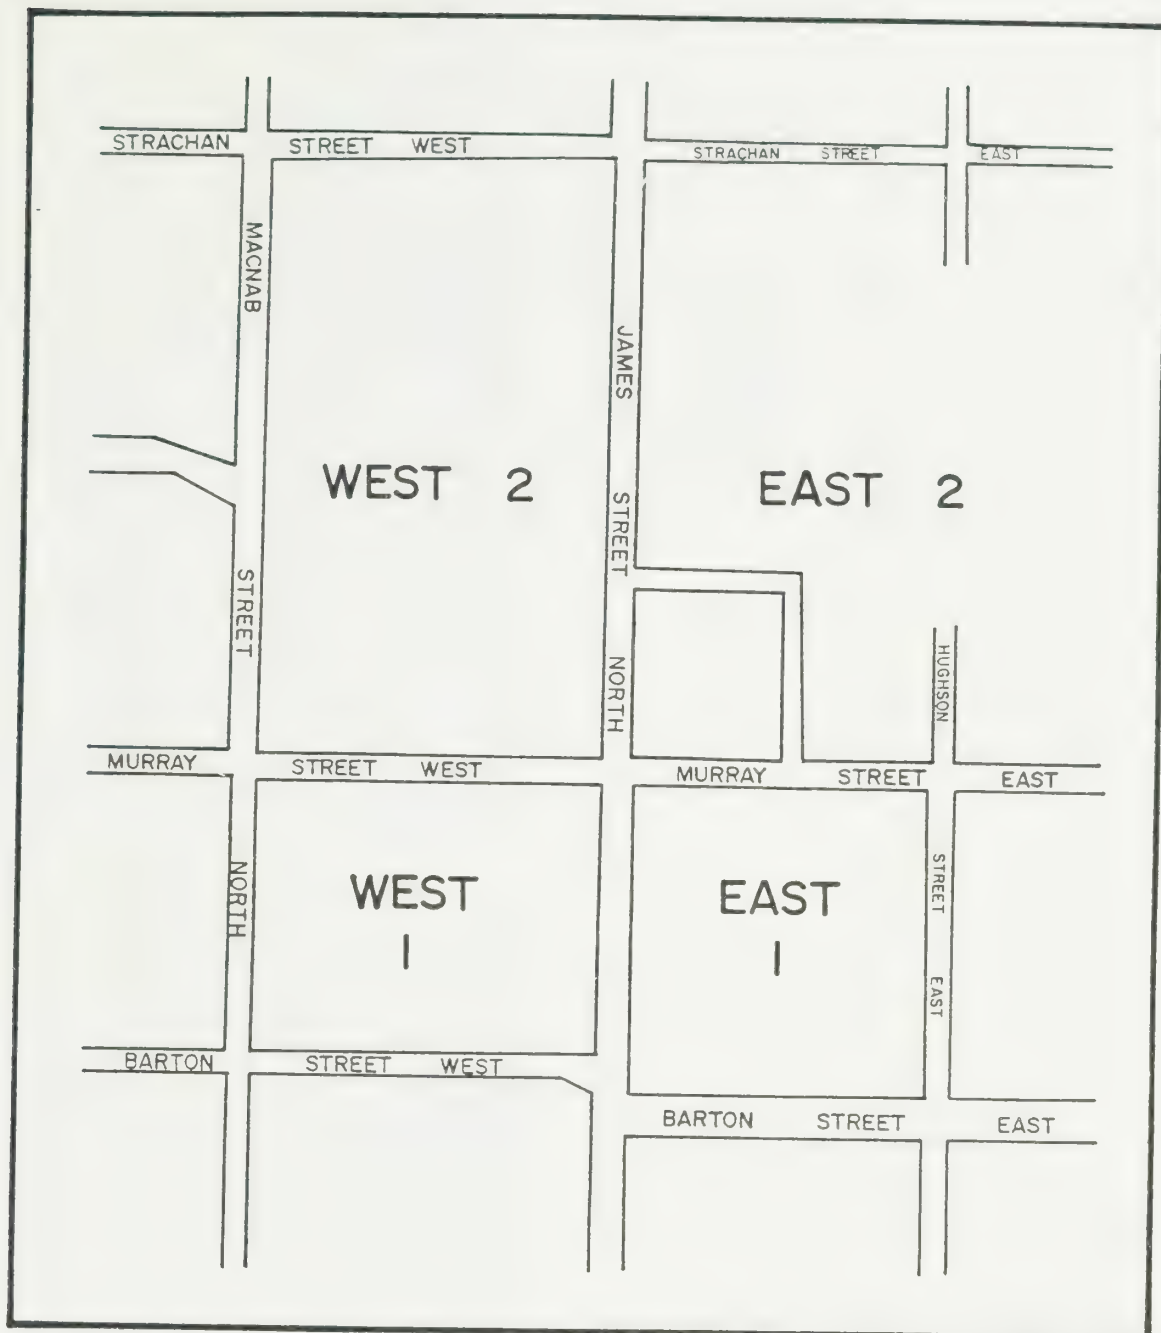 STRACHAN STREET WEST
STRACHAN STREET EAST
MACNAB STREET NORTH
JAMES STREET NORTH
WEST 2
EAST 2
HUGHSON STREET EAST
MURRAY STREET WEST
MURRAY STREET EAST
WEST 1
EAST 1
BARTON STREET WEST
BARTON STREET EAST